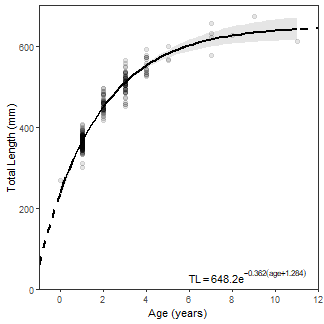 600
400
200
0
Total Length (mm)
TL = 648.2e^−0.362(age+1.284)
0 2 4 6 8 10 12
Age (years)